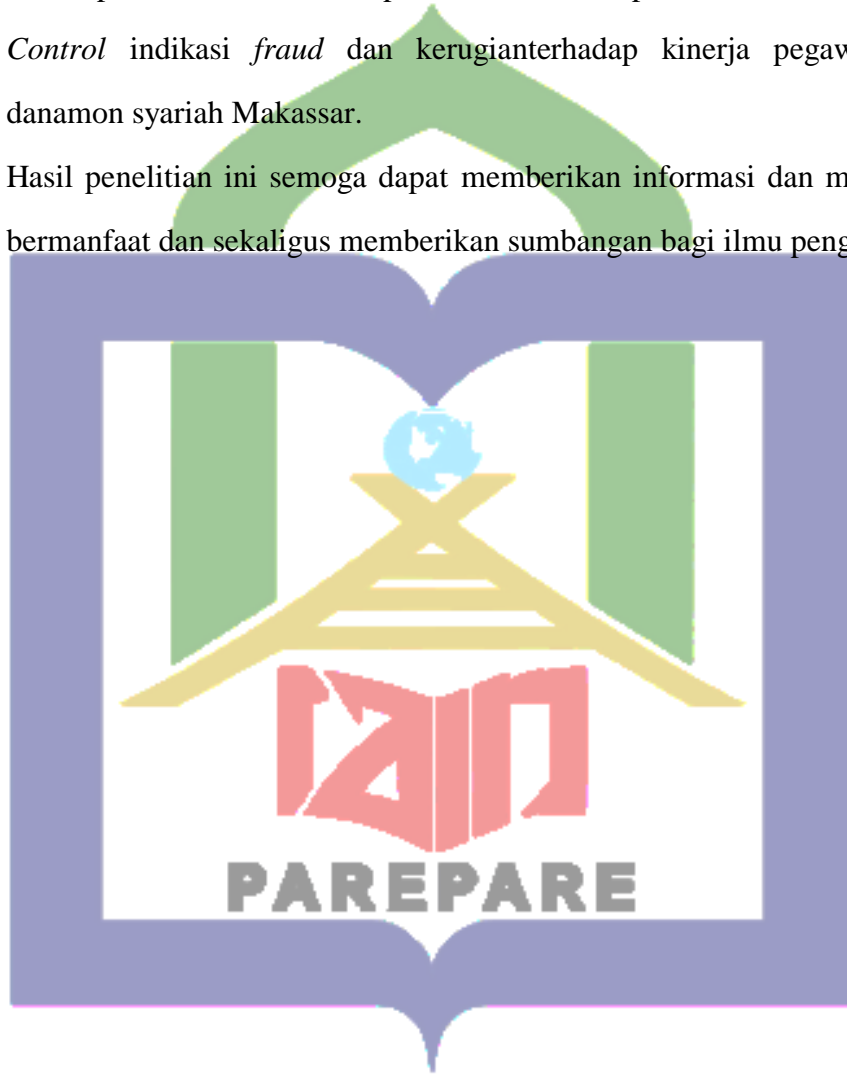 Control indikasi fraud dan kerugianterhadap kinerja pegaw
danamon syariah Makassar.
Hasil penelitian ini semoga dapat memberikan informasi dan m
bermanfaat dan sekaligus memberikan sumbangan bagi ilmu peng
iain
PAREPARE